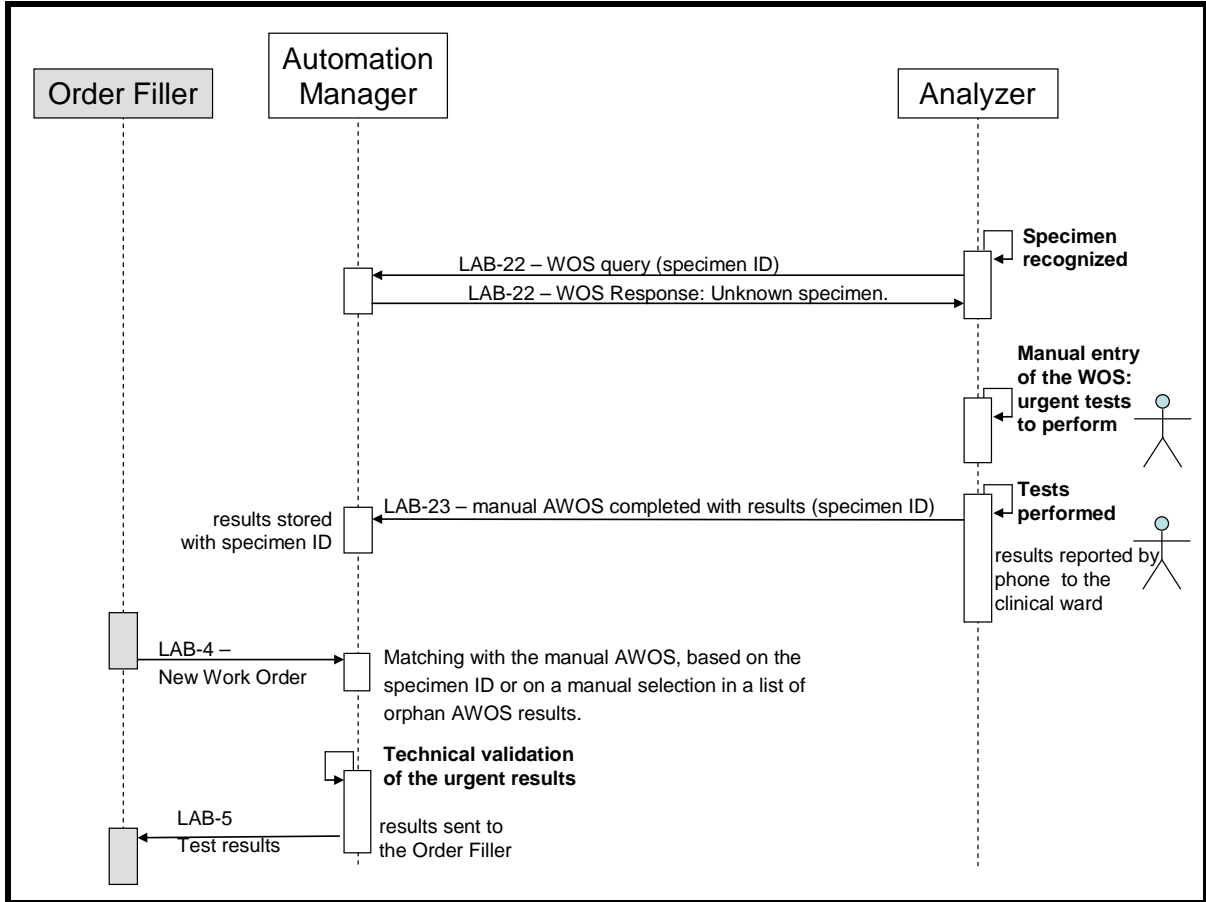 Order Filler
Automation
Manager
Analyzer
Specimen
recognized
LAB-22 – WOS query (specimen ID)
LAB-22 – WOS Response: Unknown specimen.
Manual entry
of the WOS:
urgent tests
to perform
Tests
performed
LAB-23 – manual AWOS completed with results (specimen ID)
results stored
with specimen ID
results reported by
phone to the
clinical ward
LAB-4 –
New Work Order
Matching with the manual AWOS, based on the
specimen ID or on a manual selection in a list of
orphan AWOS results.
Technical validation
of the urgent results
LAB-5
Test results
results sent to
the Order Filler